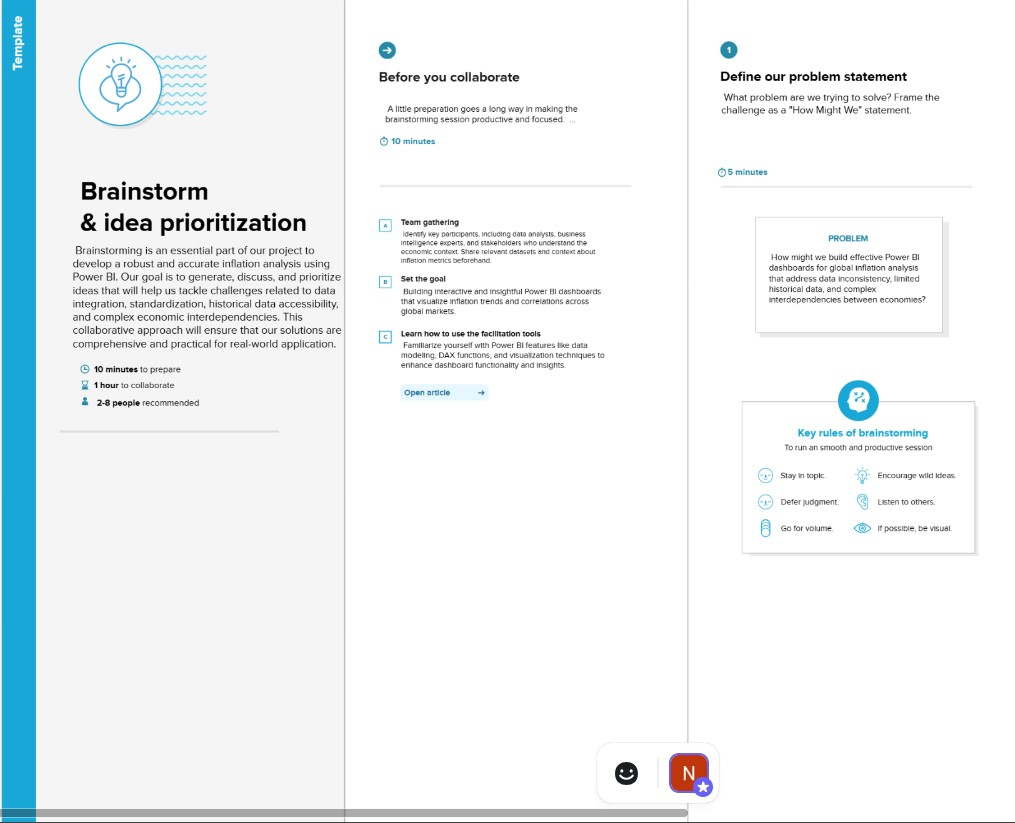 Template
Brainstorm
& idea prioritization
Brainstorming is an essential part of our project to
develop a robust and accurate inflation analysis using
Power BI. Our goal is to generate, discuss, and prioritize
ideas that will help us tackle challenges related to data
integration, standardization, historical data accessibility,
and complex economic interdependencies. This
collaborative approach will ensure that our solutions are
comprehensive and practical for real-world application.
10 minutes to prepare
1 hour to collaborate
2-8 people recommended
Before you collaborate
A little preparation goes a long way in making the
brainstorming session productive and focused. ...
10 minutes
A
Team gathering
Identify key participants, including data analysts, business
intelligence experts, and stakeholders who understand the
economic context. Share relevant datasets and context about
inflation metrics beforehand.
B
Set the goal
Building interactive and insightful Power BI dashboards
that visualize inflation trends and correlations across
global markets.
C
Learn how to use the facilitation tools
Familiarize yourself with Power BI features like data
modeling, DAX functions, and visualization techniques to
enhance dashboard functionality and insights.
Open article
1
Define our problem statement
What problem are we trying to solve? Frame the
challenge as a "How Might We" statement.
5 minutes
PROBLEM
How might we build effective Power BI
dashboards for global inflation analysis
that address data inconsistency, limited
historical data, and complex
interdependencies between economies?
Key rules of brainstorming
To run an smooth and productive session
Stay in topic.
Encourage wild ideas.
Defer judgment.
Listen to others.
Go for volume.
If possible, be visual.
N